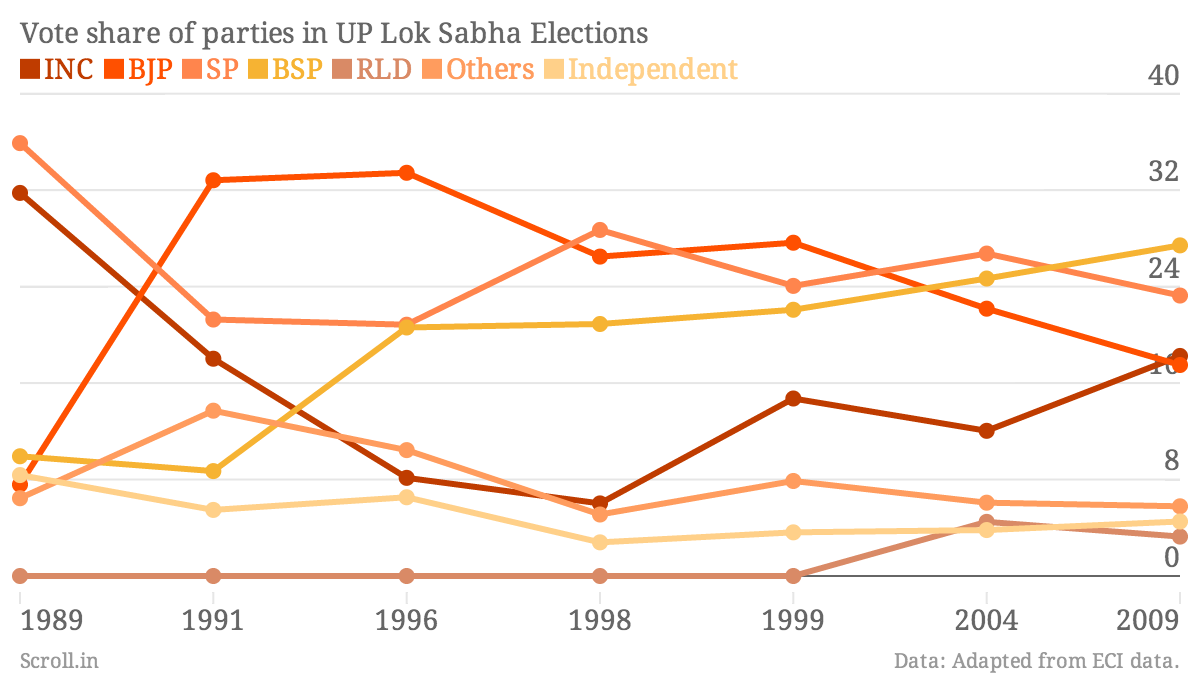 Vote share of parties in UP Lok Sabha Elections
INC BJP SP BSP RLD Others Independent
40
32
24
16
8
0
1989 1991 1996 1998 1999 2004 2009
Scroll.in Data: Adapted from ECI data.